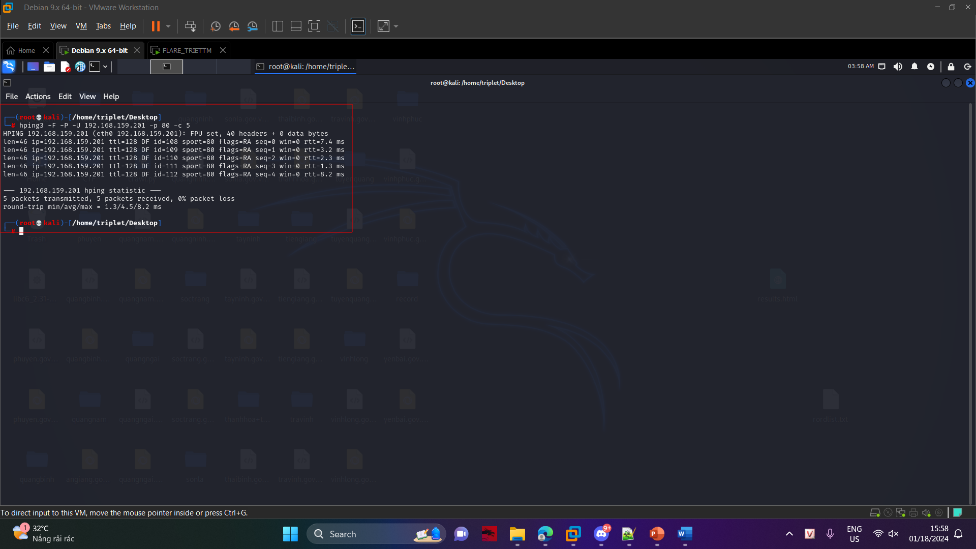 Debian 9.x 64-bit - VMware Workstation
File Edit View VM Tabs Help
Home Debian 9.x 64-bit FLARE_TRIETTM
root@kali: /home/triple... 03:58 AM
root@kali: /home/triplet/Desktop
File Actions Edit View Help
(root kali)-[/home/triplet/Desktop]
# hping3 -F -P -U 192.168.159.201 -p 80 -c 5
HPING 192.168.159.201 (eth0 192.168.159.201): FPU set, 40 headers + 0 data bytes
len=46 ip=192.168.159.201 ttl=128 DF id=108 sport=80 flags=RA seq=0 win=0 rtt=7.4 ms
len=46 ip=192.168.159.201 ttl=128 DF id=109 sport=80 flags=RA seq=1 win=0 rtt=3.2 ms
len=46 ip=192.168.159.201 ttl=128 DF id=110 sport=80 flags=RA seq=2 win=0 rtt=2.3 ms
len=46 ip=192.168.159.201 ttl=128 DF id=111 sport=80 flags=RA seq=3 win=0 rtt=1.3 ms
len=46 ip=192.168.159.201 ttl=128 DF id=112 sport=80 flags=RA seq=4 win=0 rtt=8.2 ms
--- 192.168.159.201 hping statistic ---
5 packets transmitted, 5 packets received, 0% packet loss
round-trip min/avg/max = 1.3/4.5/8.2 ms
(root kali)-[/home/triplet/Desktop]
#
To direct input to this VM, move the mouse pointer inside or press Ctrl+G.
1 32°C
Nắng rải rác
Search
9+
V
ENG
US
15:58
01/18/2024